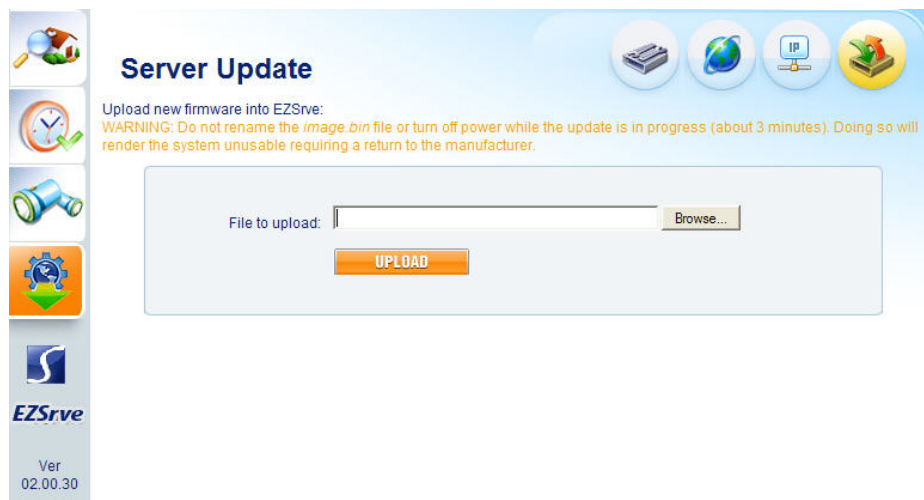 IP
Server Update
Upload new firmware into EZSrve:
WARNING: Do not rename the image.bin file or turn off power while the update is in progress (about 3 minutes). Doing so will
render the system unusable requiring a return to the manufacturer.
File to upload:
Browse...
UPLOAD
EZSrve
Ver
02.00.30